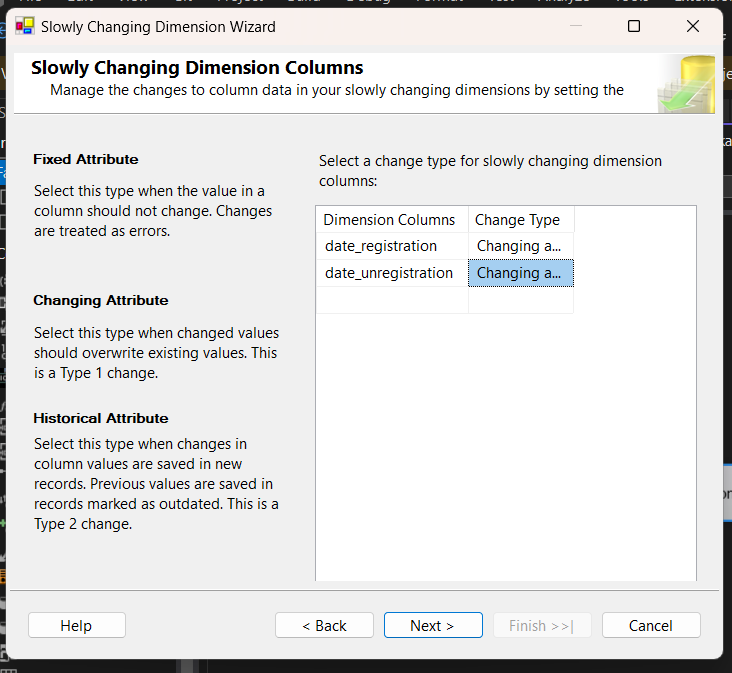 Slowly Changing Dimension Wizard
Slowly Changing Dimension Columns
Manage the changes to column data in your slowly changing dimensions by setting the
Fixed Attribute
Select this type when the value in a
column should not change. Changes
are treated as errors.
Changing Attribute
Select this type when changed values
should overwrite existing values. This
is a Type 1 change.
Historical Attribute
Select this type when changes in
column values are saved in new
records. Previous values are saved in
records marked as outdated. This is a
Type 2 change.
Select a change type for slowly changing dimension
columns:
Dimension Columns Change Type
date_registration Changing a...
date_unregistration Changing a...
Help
< Back
Next >
Finish >>|
Cancel